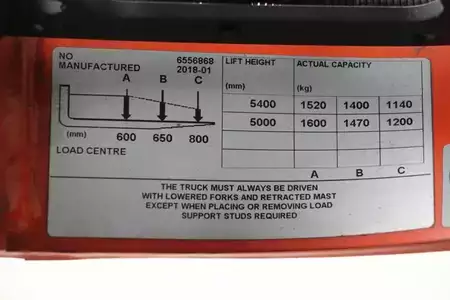 NO 6556868
MANUFACTURED 2018-01
A B C
(mm) 600 650 800
LOAD CENTRE
LIFT HEIGHT ACTUAL CAPACITY
(mm) (kg)
5400 1520 1400 1140
5000 1600 1470 1200
A B C
THE TRUCK MUST ALWAYS BE DRIVEN
WITH LOWERED FORKS AND RETRACTED MAST
EXCEPT WHEN PLACING OR REMOVING LOAD
SUPPORT STUDS REQUIRED